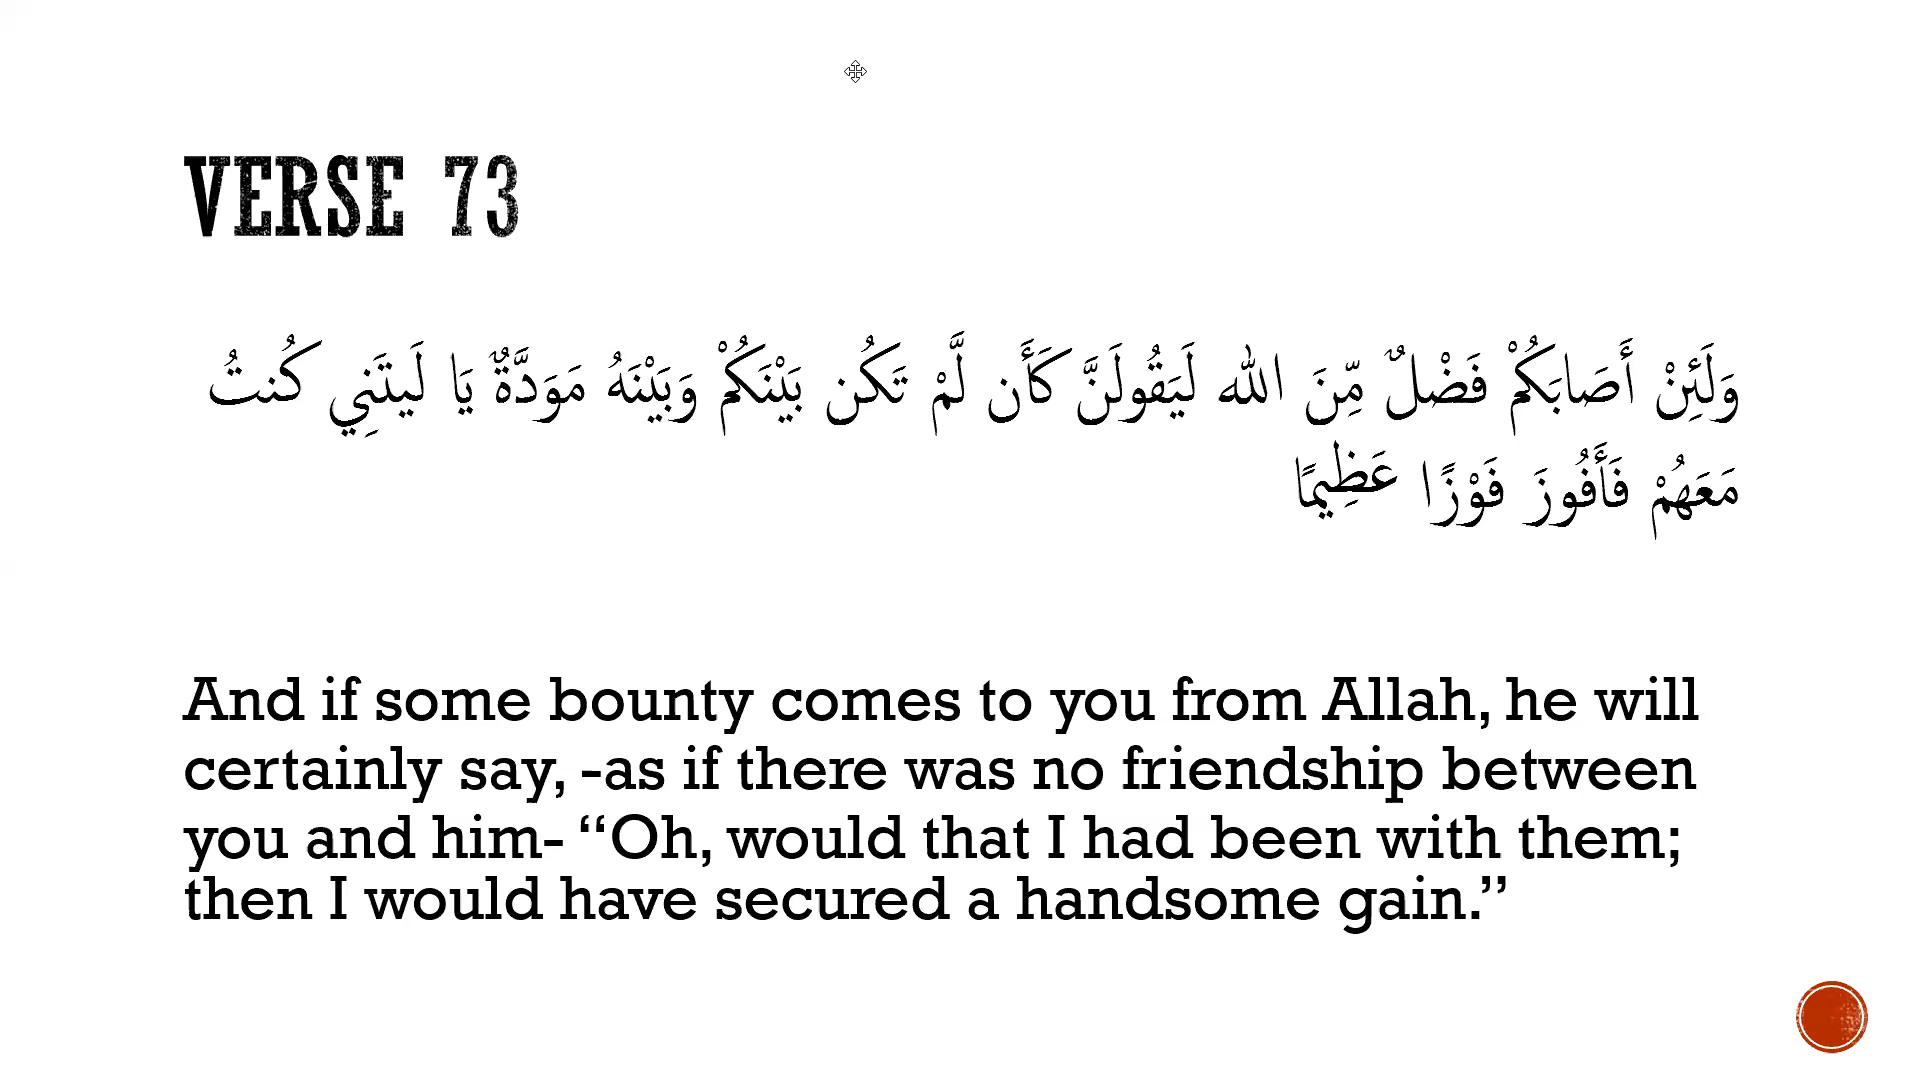 VERSE 73
وَلَئِنْ أَصَابَكُمْ فَضْلٌ مِّنَ الله لَيَقُولَنَّ كَأَن لَّمْ تَكُن بَيْنَكُمْ وَبَيْنَهُ مَوَدَّةٌ يَا لَيتَنِي كُنتُ
مَعَهُمْ فَأَفُوزَ فَوْزًا عَظِيمًا
And if some bounty comes to you from Allah, he will
certainly say, -as if there was no friendship between
you and him- “Oh, would that I had been with them;
then I would have secured a handsome gain.”